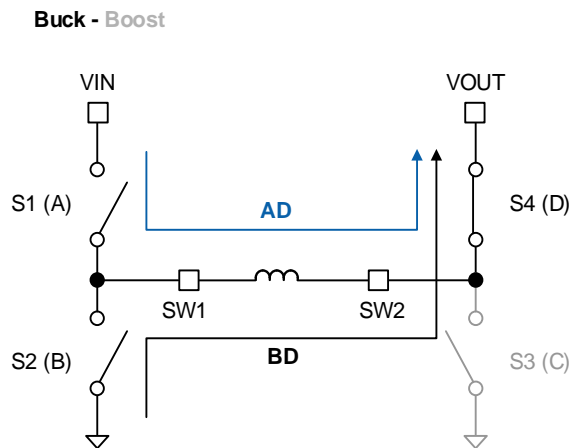 Buck - Boost
VIN
VOUT
S1 (A)
AD
S4 (D)
SW1
SW2
S2 (B)
BD
S3 (C)